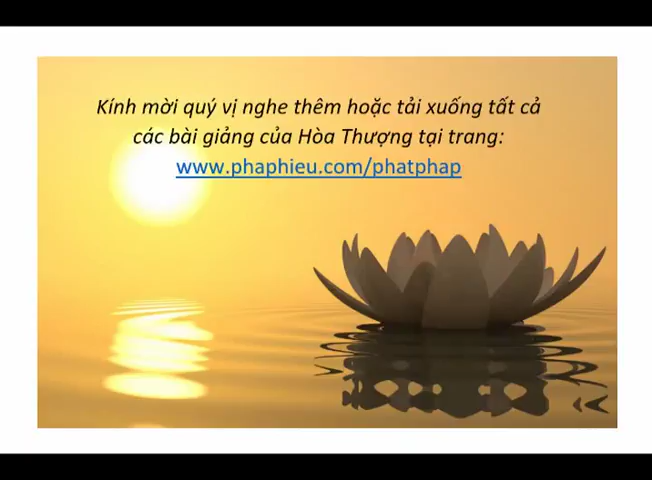 Kính mời quý vị nghe thêm hoặc tải xuống tất cả
các bài giảng của Hòa Thượng tại trang:
www.phaphieu.com/phatphap